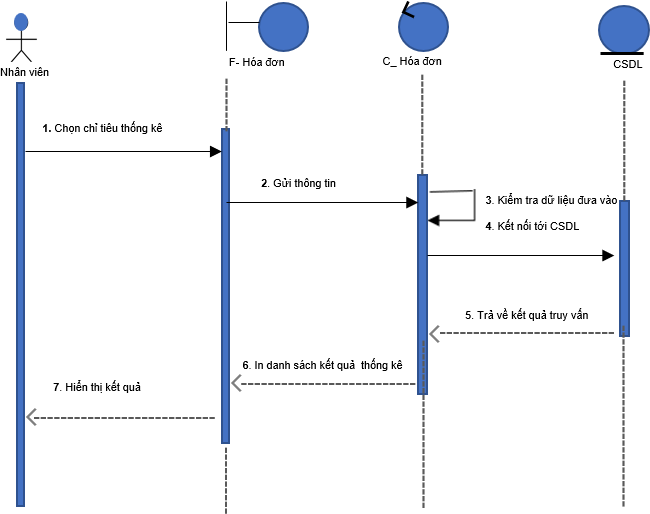 Nhân viên
F- Hóa đơn
C_ Hóa đơn
CSDL
1. Chọn chỉ tiêu thống kê
2. Gửi thông tin
3. Kiểm tra dữ liệu đưa vào
4. Kết nối tới CSDL
5. Trả về kết quả truy vấn
6. In danh sách kết quả thống kê
7. Hiển thị kết quả